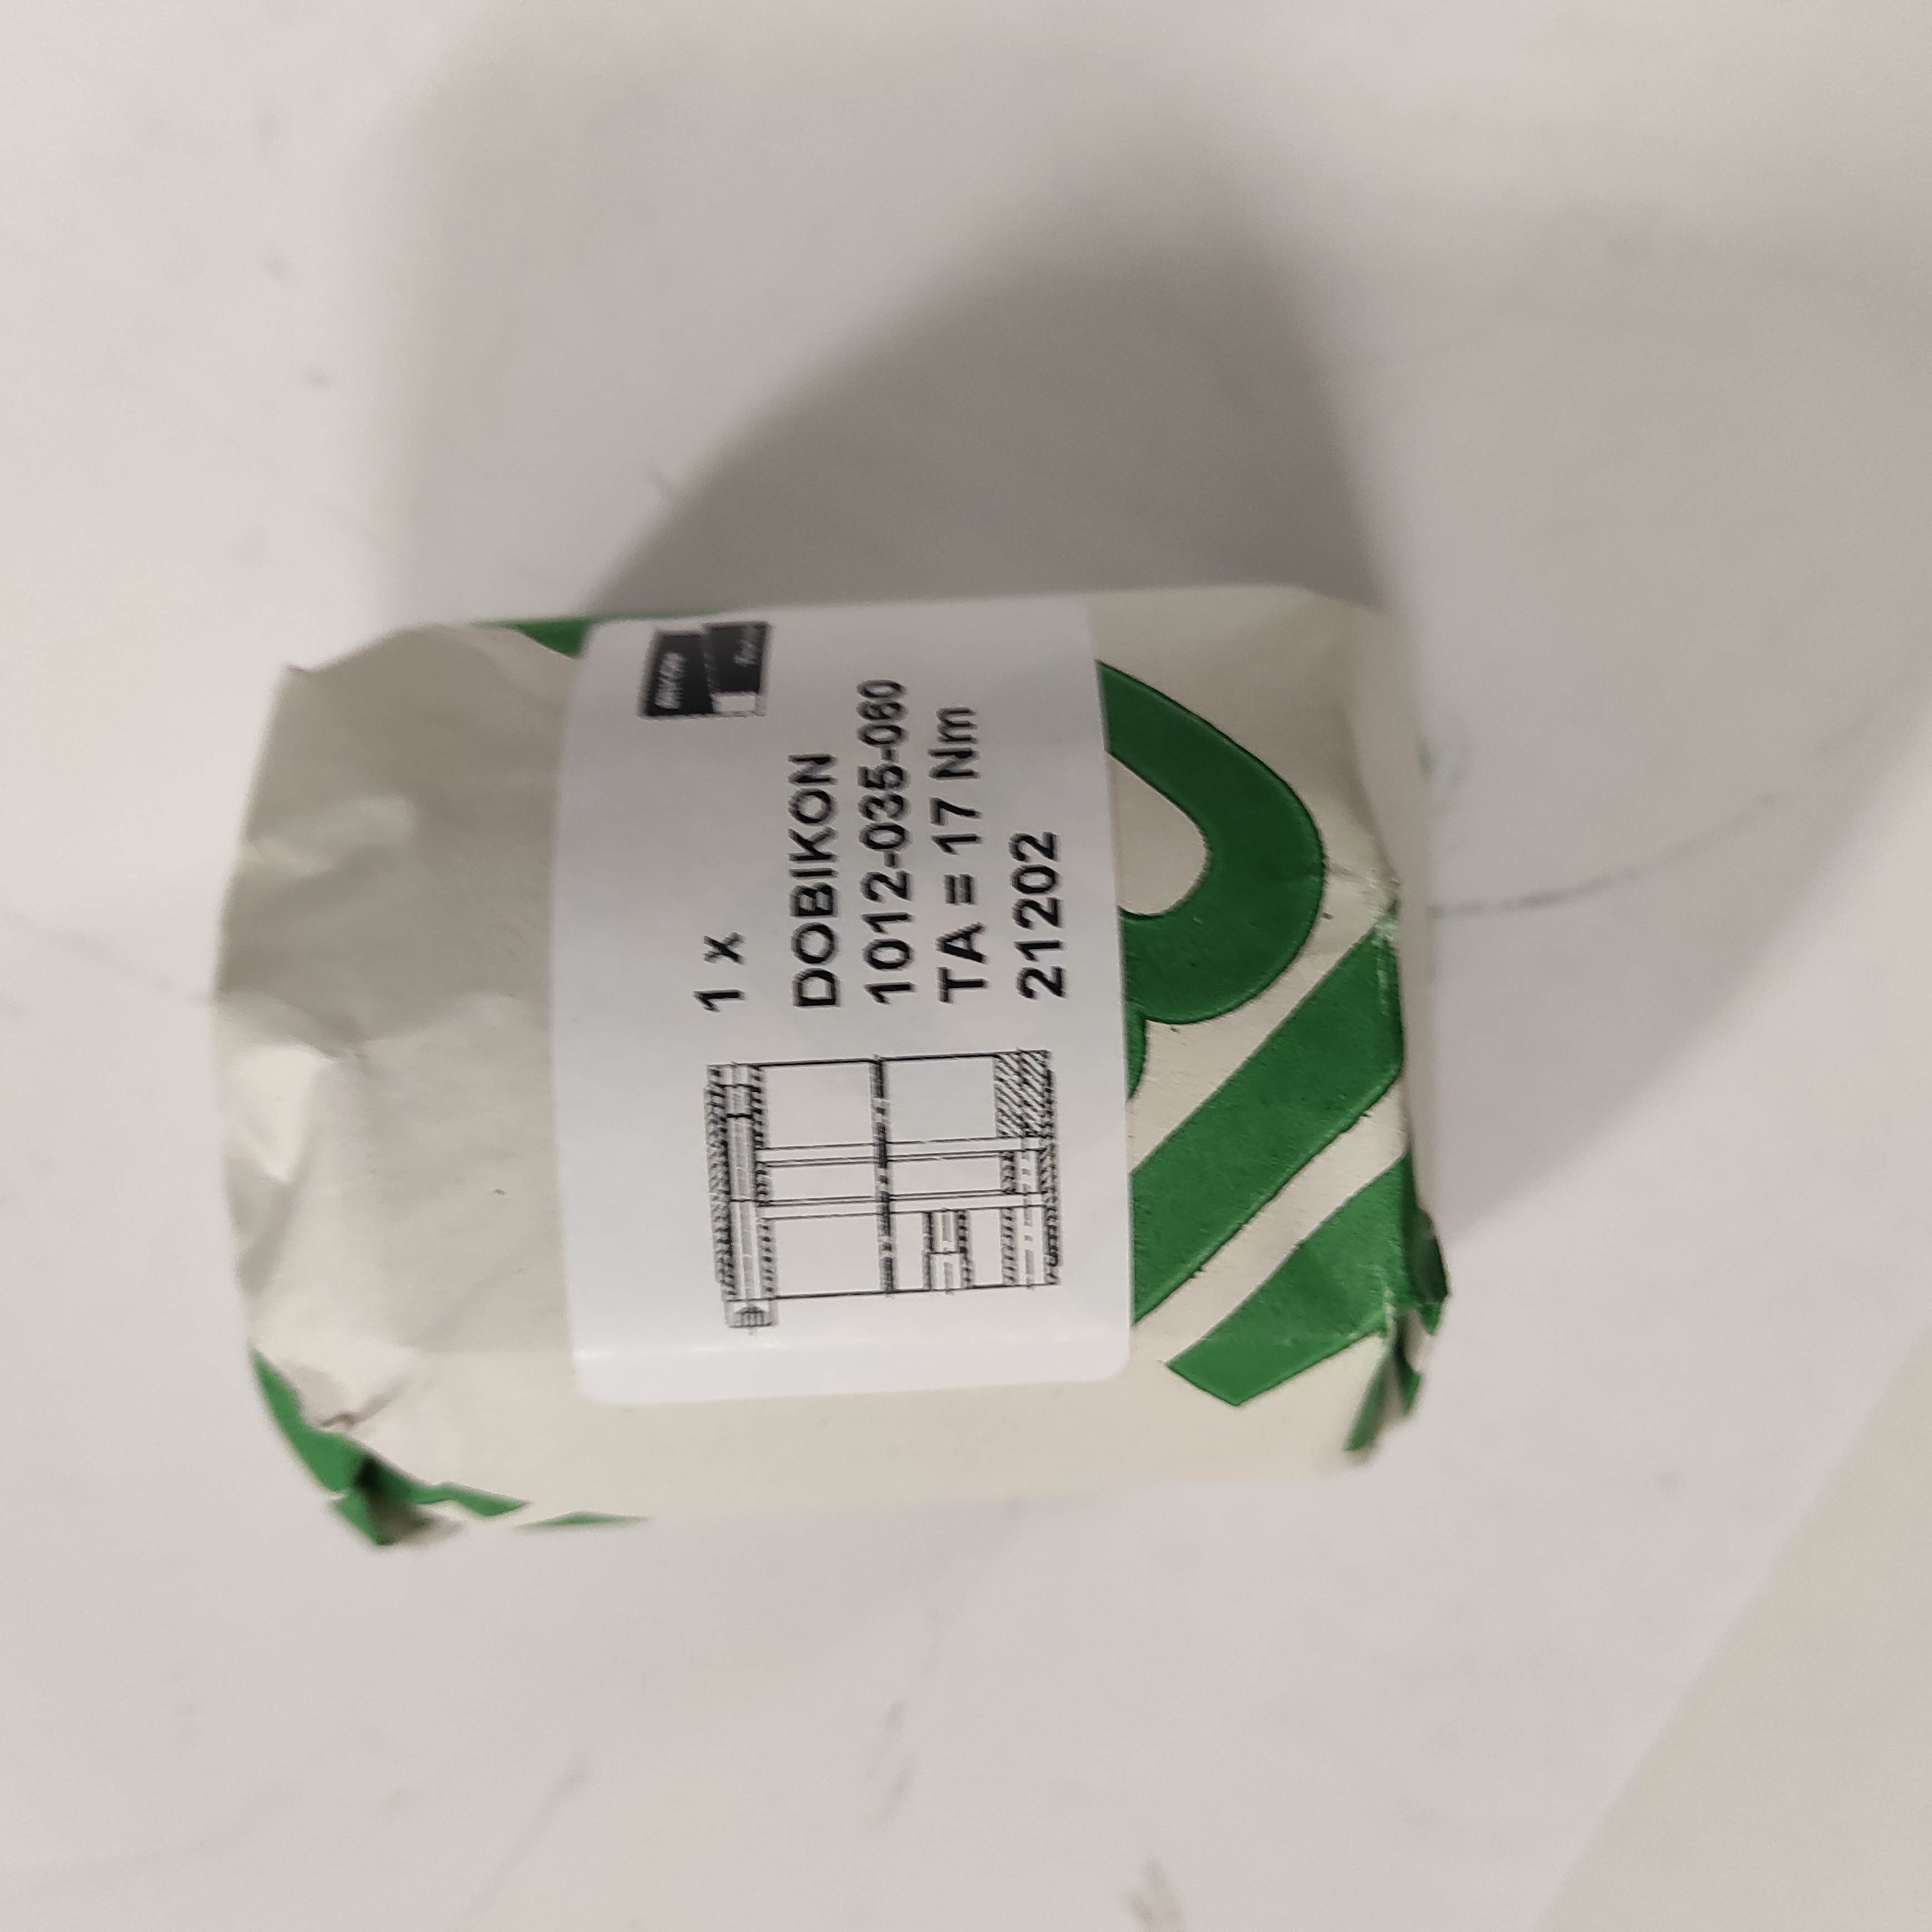 1 x
DOBIKON
1012-035-060
TA = 17 Nm
21202